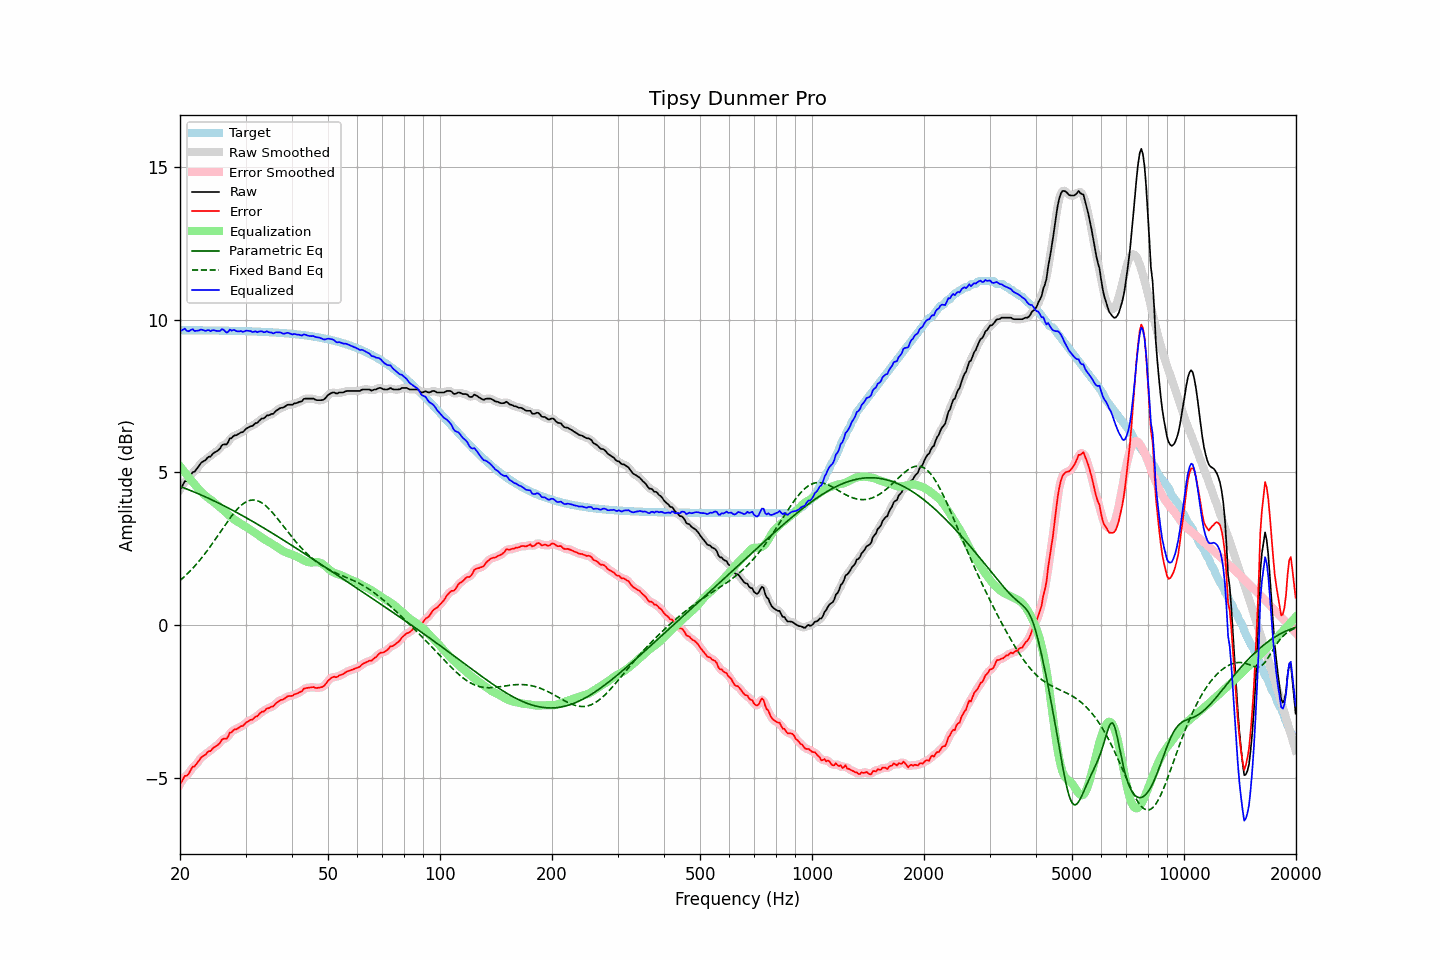 Tipsy Dunmer Pro
Target
Raw Smoothed
Error Smoothed
Raw
Error
Equalization
Parametric Eq
Fixed Band Eq
Equalized
15
10
5
0
−5
Amplitude (dBr)
20 50 100 200 500 1000 2000 5000 10000 20000
Frequency (Hz)